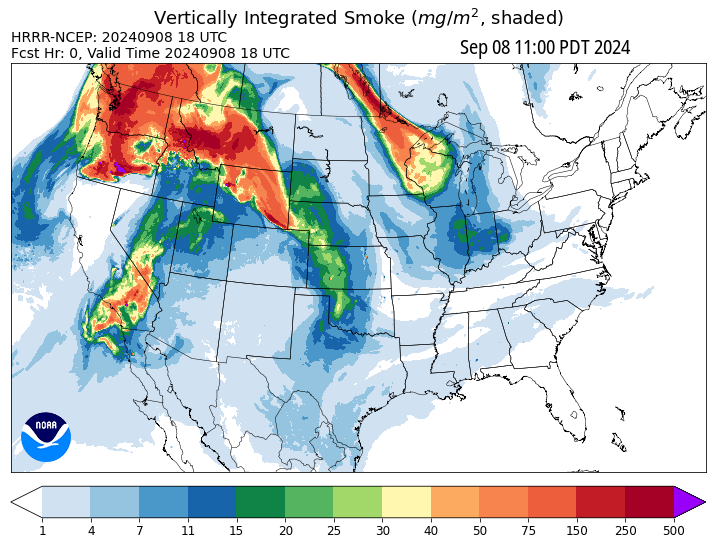 Vertically Integrated Smoke (mg/m², shaded)
HRRR-NCEP: 20240908 18 UTC
Fcst Hr: 0, Valid Time 20240908 18 UTC
Sep 08 11:00 PDT 2024
NOAA
1 4 7 11 15 20 25 30 40 50 75 150 250 500